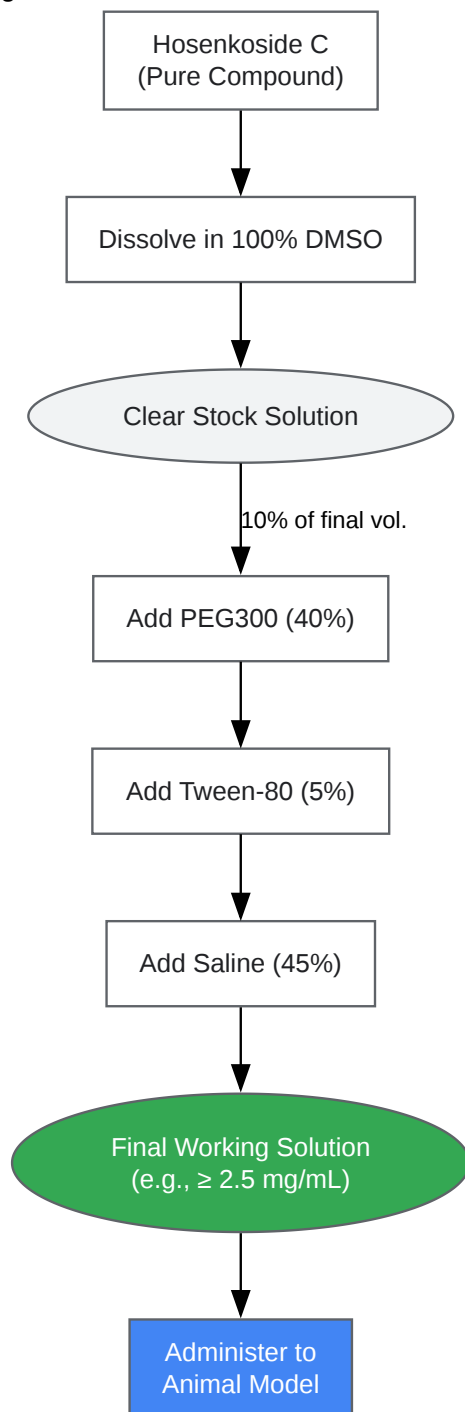 Hosenkoside C
(Pure Compound)
Dissolve in 100% DMSO
Clear Stock Solution
10% of final vol.
Add PEG300 (40%)
Add Tween-80 (5%)
Add Saline (45%)
Final Working Solution
(e.g., ≥ 2.5 mg/mL)
Administer to
Animal Model